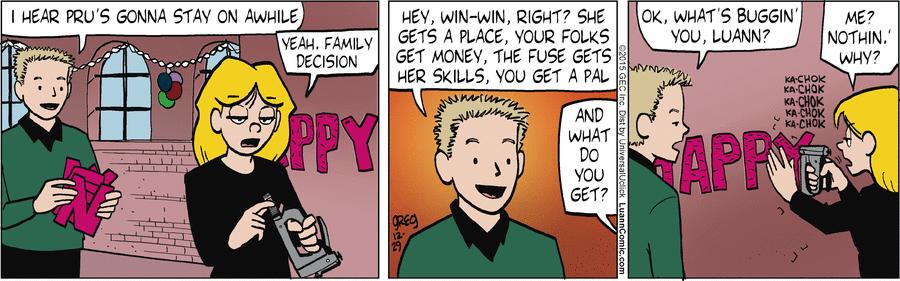 I HEAR PRU'S GONNA STAY ON AWHILE
YEAH. FAMILY
DECISION
APPY
HEY, WIN-WIN, RIGHT? SHE
GETS A PLACE, YOUR FOLKS
GET MONEY, THE FUSE GETS
HER SKILLS, YOU GET A PAL
AND
WHAT
DO
YOU
GET?
GREG
12-
29
©2015 GEC Inc. Dist by UniversalUclick LuannComic.com
OK, WHAT'S BUGGIN'
YOU, LUANN?
ME?
NOTHIN.'
WHY?
KA-CHOK
KA-CHOK
KA-CHOK
KA-CHOK
KA-CHOK
HAPPY